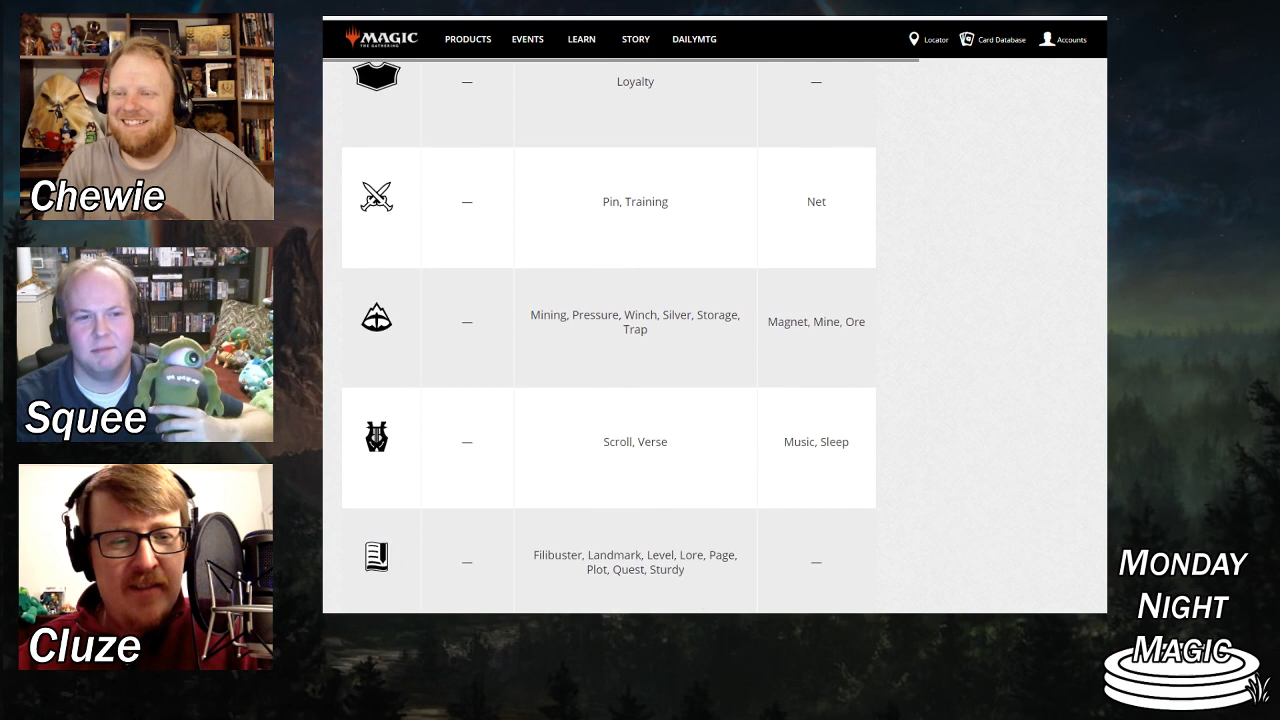 MAGIC
THE GATHERING
PRODUCTS
EVENTS
LEARN
STORY
DAILYMTG
Locator
Card Database
Accounts
—
Loyalty
—
—
Pin, Training
Net
—
Mining, Pressure, Winch, Silver, Storage,
Trap
Magnet, Mine, Ore
—
Scroll, Verse
Music, Sleep
—
Filibuster, Landmark, Level, Lore, Page,
Plot, Quest, Sturdy
—
Chewie
Squee
Cluze
MONDAY
NIGHT
MAGIC